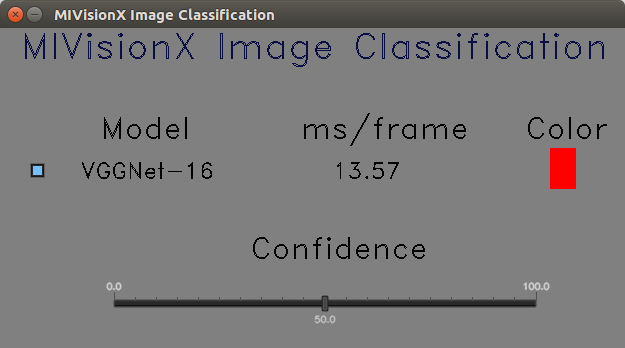 MIVisionX Image Classification
MIVisionX Image Classification
Model ms/frame Color
VGGNet-16 13.57
Confidence
0.0 100.0
50.0